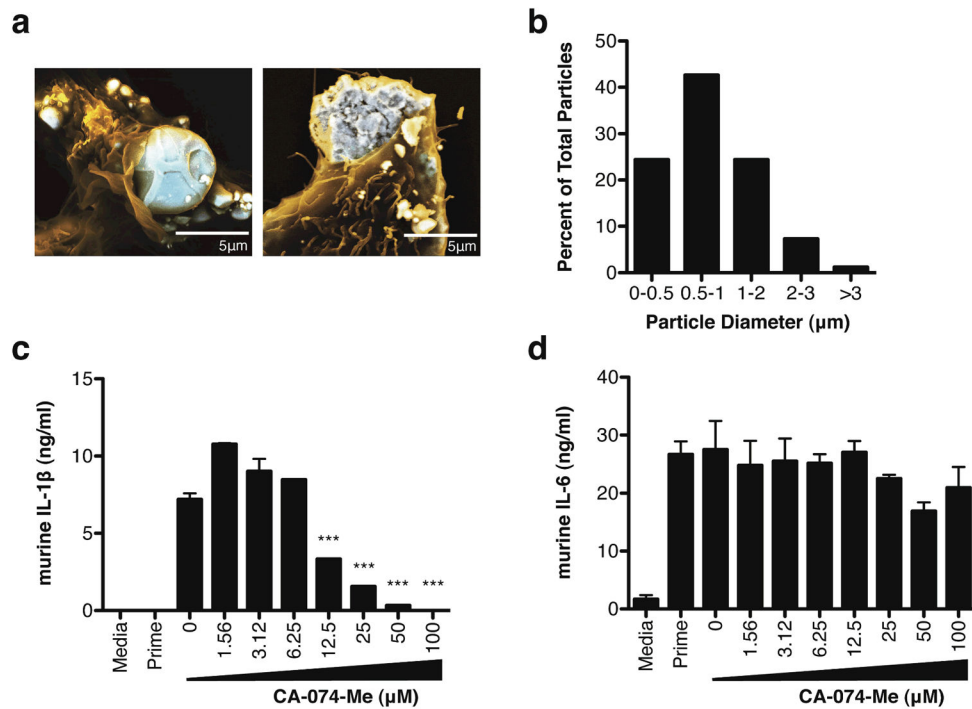 a
5μm
5μm
b
Percent of Total Particles
50
40
30
20
10
0
0-0.5 0.5-1 1-2 2-3 >3
Particle Diameter (μm)
c
murine IL-1β (ng/ml)
15
10
5
0
*** *** *** ***
Media Prime 0 1.56 3.12 6.25 12.5 25 50 100
CA-074-Me (μM)
d
murine IL-6 (ng/ml)
40
30
20
10
0
Media Prime 0 1.56 3.12 6.25 12.5 25 50 100
CA-074-Me (μM)